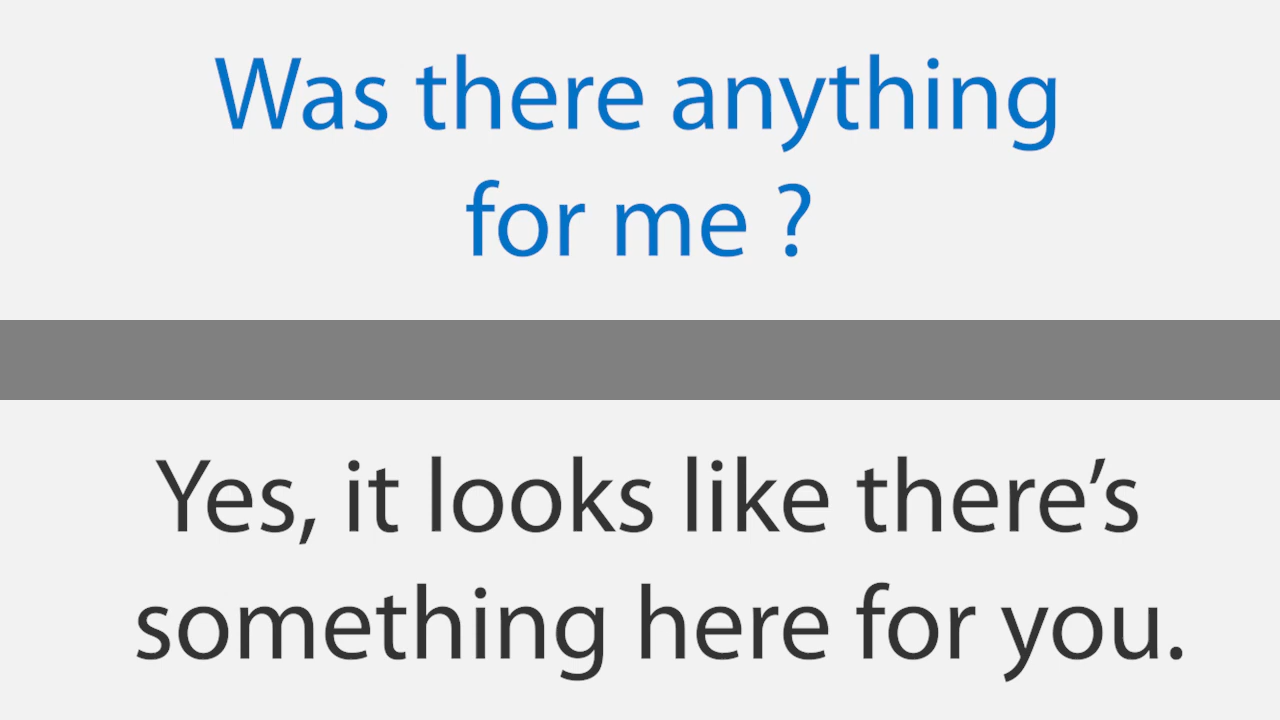 Was there anything
for me ?
Yes, it looks like there’s
something here for you.